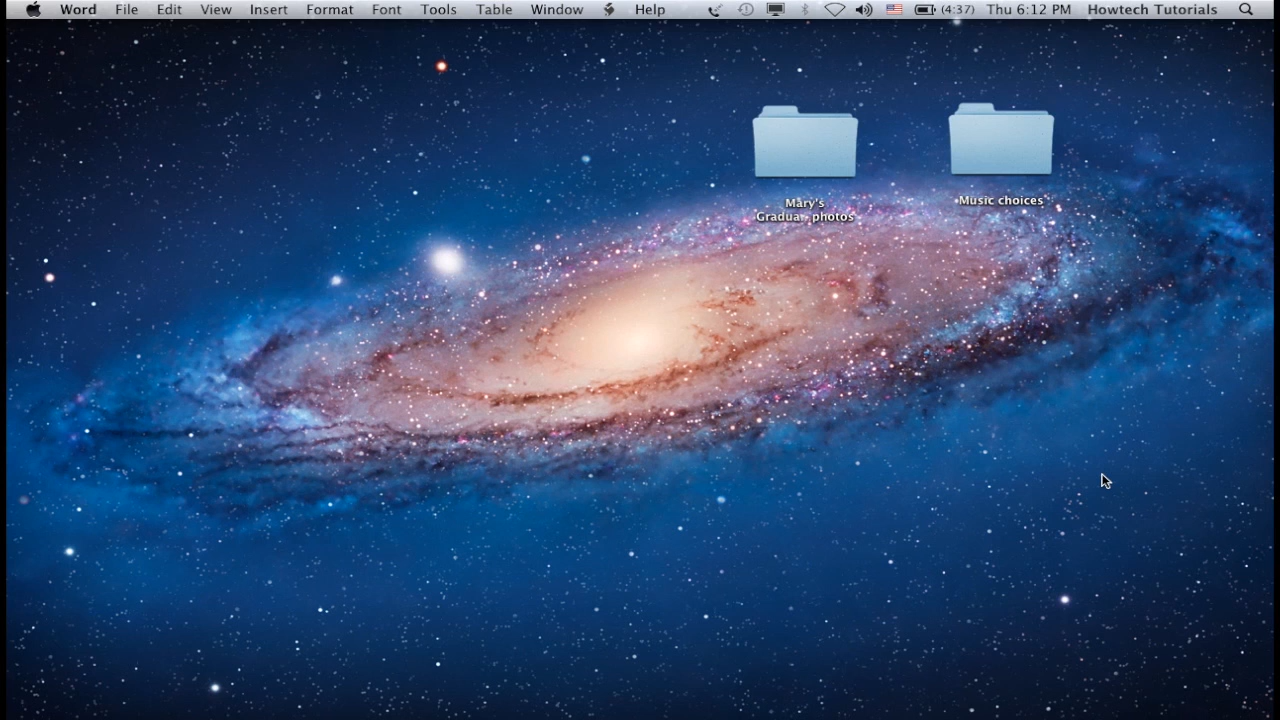 Word File Edit View Insert Format Font Tools Table Window Help (4:37) Thu 6:12 PM Howtech Tutorials
Mary's
Gradua...photos
Music choices